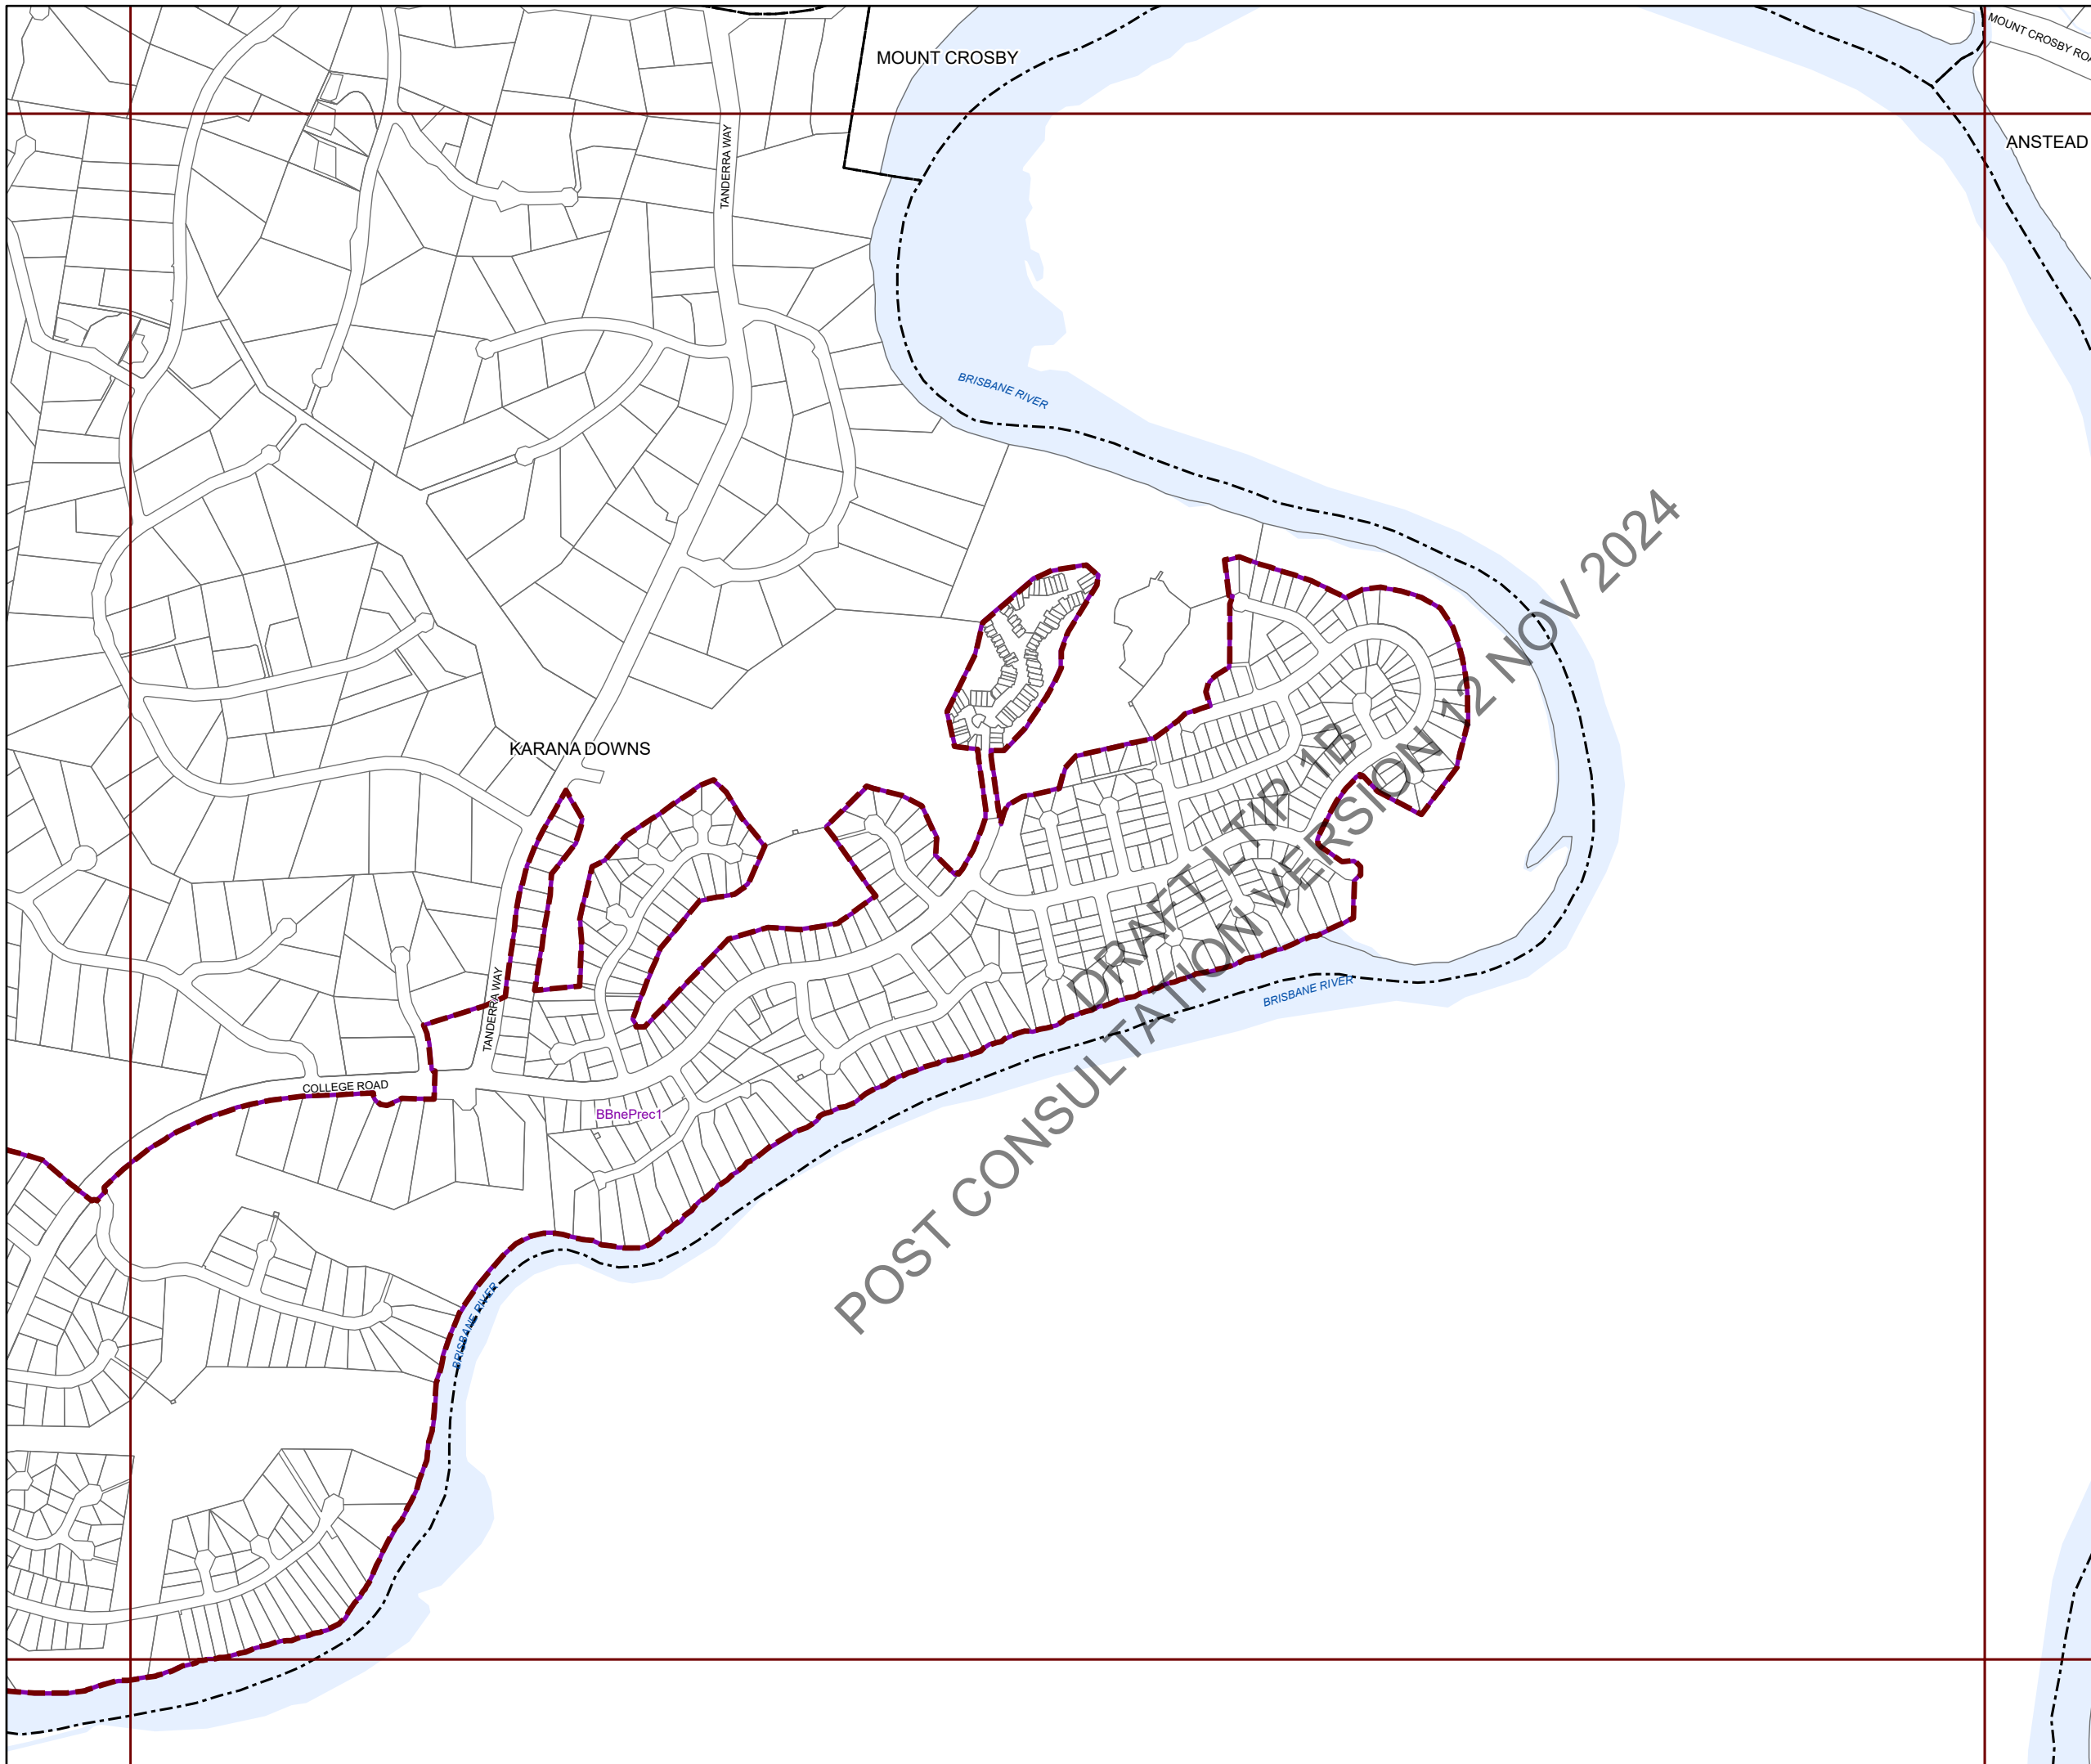 MOUNT CROSBY
MOUNT CROSBY ROA
ANSTEAD
TANDERRA WAY
BRISBANE RIVER
KARANA DOWNS
TANDERRA WAY
COLLEGE ROAD
BBnePrec1
BRISBANE RIVER
BRISBANE RIVER
DRAFT LTIP 1B
POST CONSULTATION VERSION 12 NOV 2024